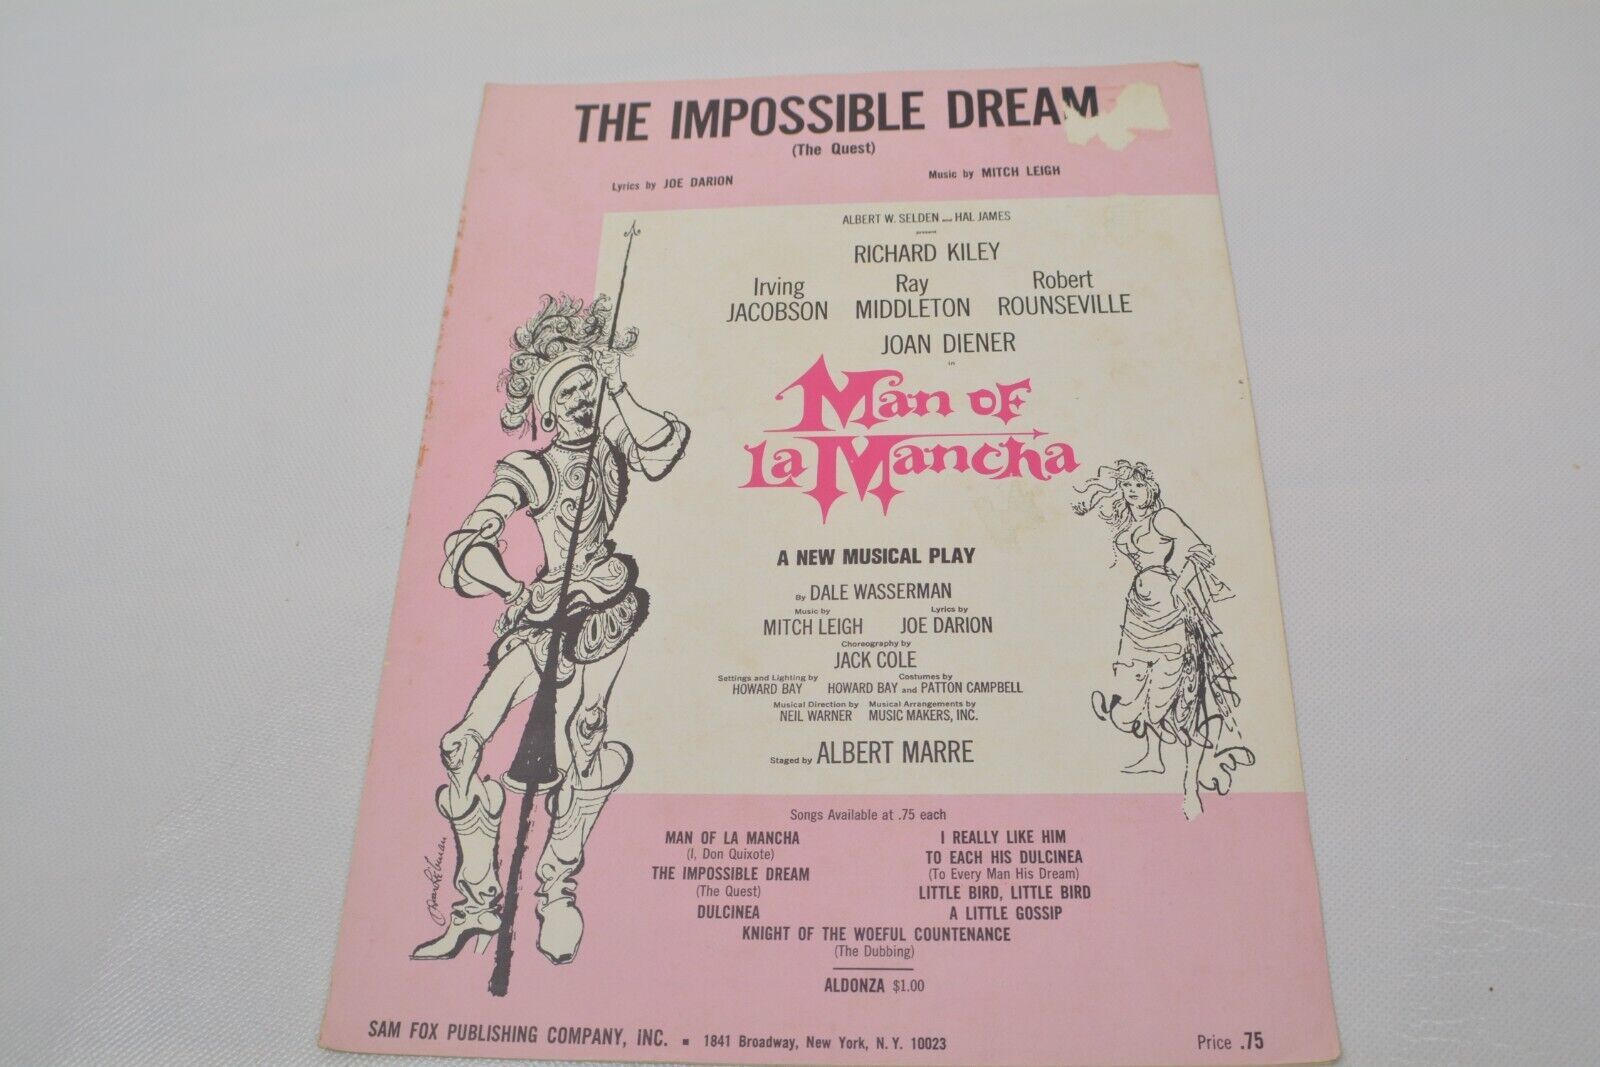 THE IMPOSSIBLE DREAM
(The Quest)
Lyrics by JOE DARION Music by MITCH LEIGH
ALBERT W. SELDEN and HAL JAMES
present
RICHARD KILEY
Irving Ray Robert
JACOBSON MIDDLETON ROUNSEVILLE
JOAN DIENER
in
Man of
La Mancha
A NEW MUSICAL PLAY
By DALE WASSERMAN
Music by Lyrics by
MITCH LEIGH JOE DARION
Choreography by
JACK COLE
Settings and Lighting by Costumes by
HOWARD BAY HOWARD BAY and PATTON CAMPBELL
Musical Direction by Musical Arrangements by
NEIL WARNER MUSIC MAKERS, INC.
Staged by ALBERT MARRE
Songs Available at .75 each
MAN OF LA MANCHA I REALLY LIKE HIM
(I, Don Quixote) TO EACH HIS DULCINEA
THE IMPOSSIBLE DREAM (To Every Man His Dream)
(The Quest) LITTLE BIRD, LITTLE BIRD
DULCINEA A LITTLE GOSSIP
KNIGHT OF THE WOEFUL COUNTENANCE
(The Dubbing)
ALDONZA $1.00
SAM FOX PUBLISHING COMPANY, INC. ▪ 1841 Broadway, New York, N. Y. 10023 Price .75